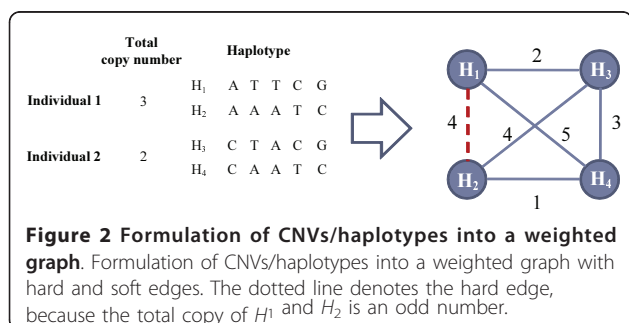 Total
copy number Haplotype
Individual 1 3 H1 A T T C G
H2 A A A T C
Individual 2 2 H3 C T A C G
H4 C A A T C
H1 2 H3
4 4 5 3
H2 1 H4
Figure 2 Formulation of CNVs/haplotypes into a weighted
graph. Formulation of CNVs/haplotypes into a weighted graph with
hard and soft edges. The dotted line denotes the hard edge,
because the total copy of H1 and H2 is an odd number.